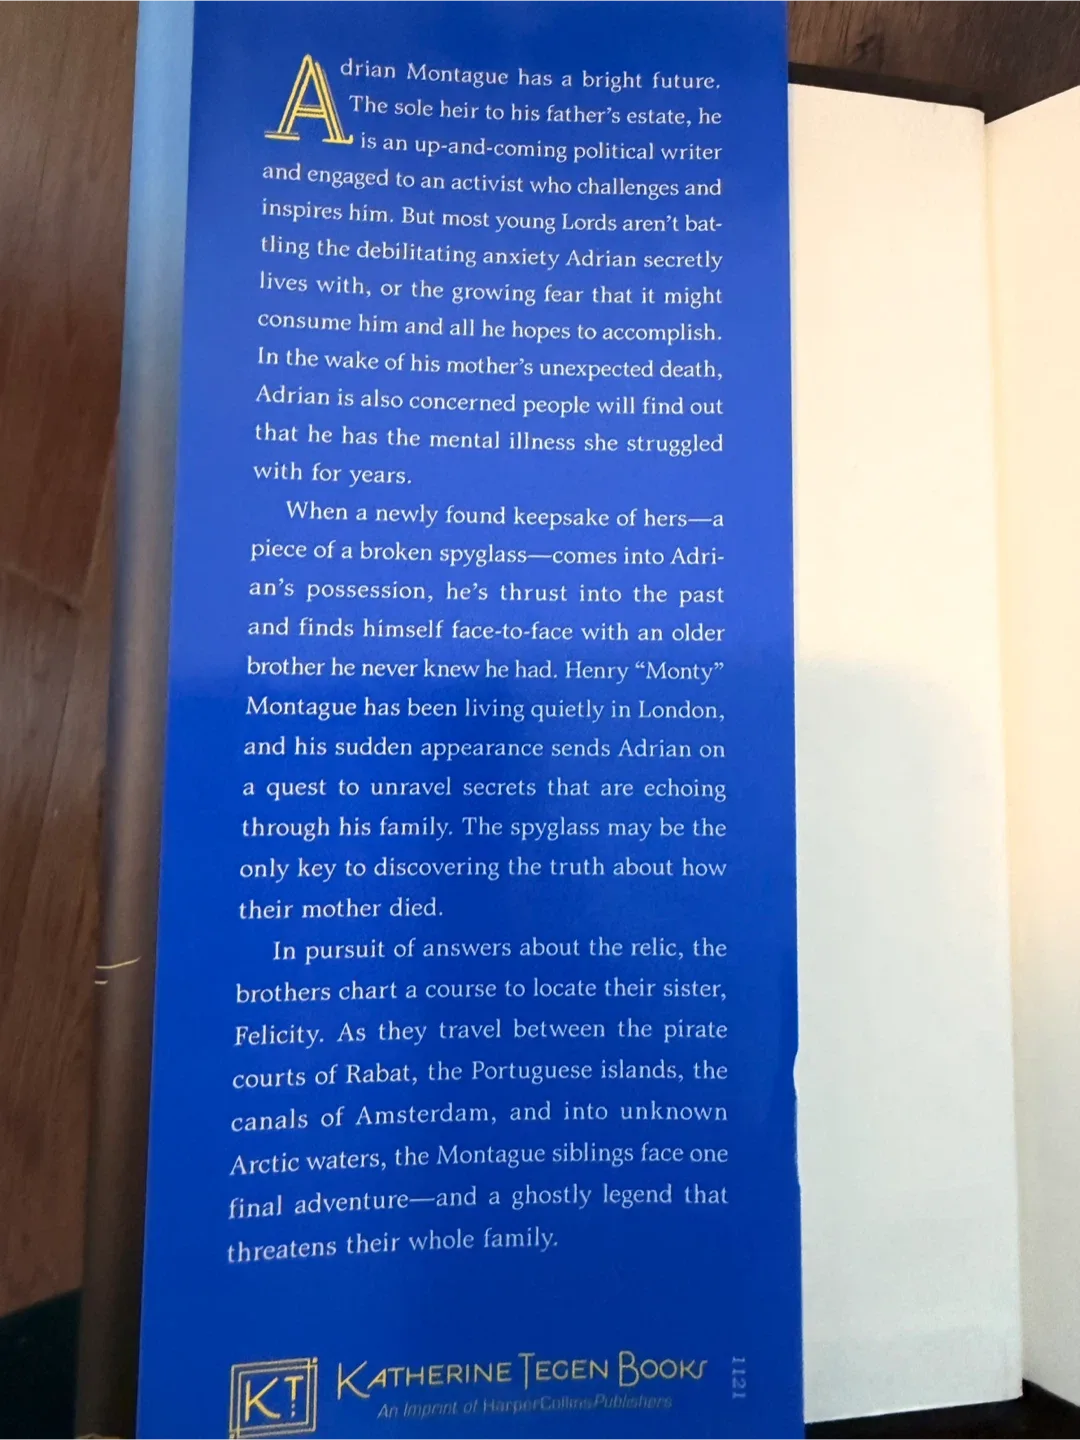 Adrian Montague has a bright future.
The sole heir to his father's estate, he
is an up-and-coming political writer
and engaged to an activist who challenges and
inspires him. But most young Lords aren't bat-
tling the debilitating anxiety Adrian secretly
lives with, or the growing fear that it might
consume him and all he hopes to accomplish.
In the wake of his mother's unexpected death,
Adrian is also concerned people will find out
that he has the mental illness she struggled
with for years.
When a newly found keepsake of hers—a
piece of a broken spyglass—comes into Adri-
an's possession, he's thrust into the past
and finds himself face-to-face with an older
brother he never knew he had. Henry “Monty”
Montague has been living quietly in London,
and his sudden appearance sends Adrian on
a quest to unravel secrets that are echoing
through his family. The spyglass may be the
only key to discovering the truth about how
their mother died.
In pursuit of answers about the relic, the
brothers chart a course to locate their sister,
Felicity. As they travel between the pirate
courts of Rabat, the Portuguese islands, the
canals of Amsterdam, and into unknown
Arctic waters, the Montague siblings face one
final adventure—and a ghostly legend that
threatens their whole family.
KT
KATHERINE TEGEN BOOKS
An Imprint of HarperCollinsPublishers
1121